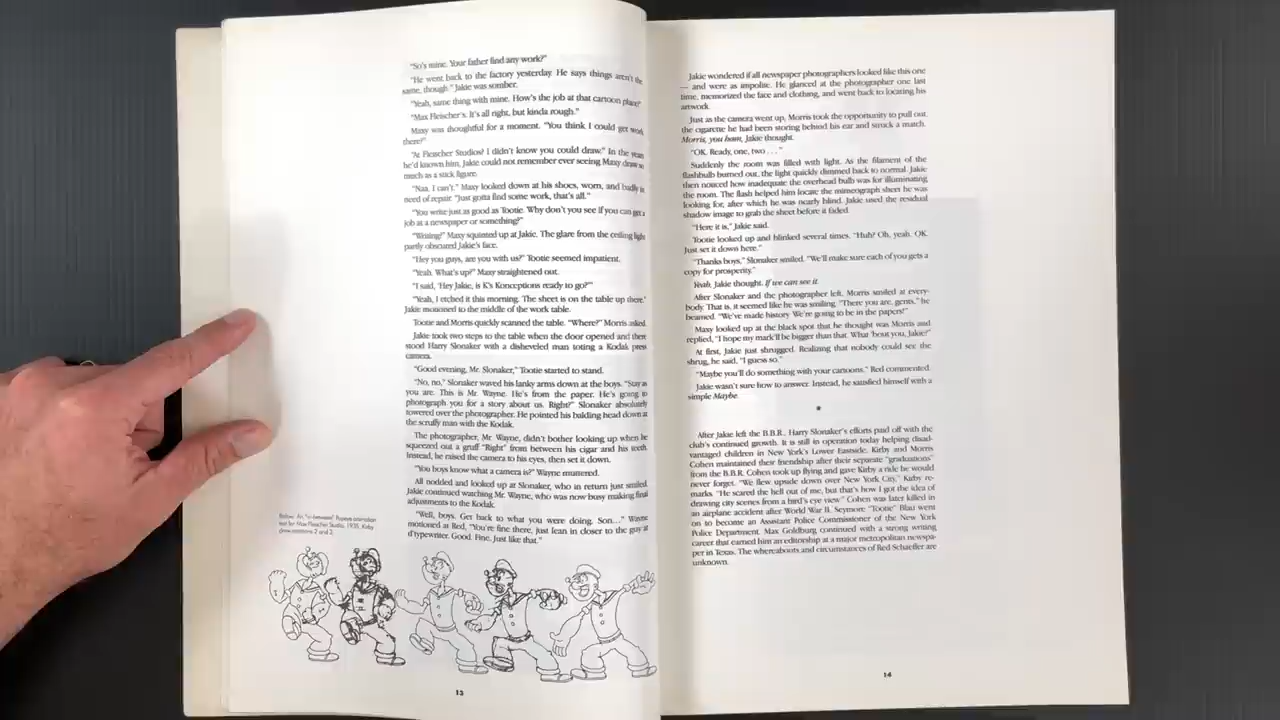 "So's mine. Your father find any work?"
"He went back to the factory yesterday. He says things aren't the
same, though." Jakie was somber.
"Yeah, same thing with mine. How's the job at that cartoon place?"
"Max Fleischer's. It's all right, but kinda rough."
Maxy was thoughtful for a moment. "You think I could get work
there?"
"At Fleischer Studios? I didn't know you could draw." In the years
he'd known him, Jakie could not remember ever seeing Maxy draw so
much as a stick figure.
"Naa, I can't." Maxy looked down at his shoes, worn, and badly in
need of repair. "Just gotta find some work, that's all."
"You write just as good as Tootie. Why don't you see if you can get a
job at a newspaper or something?"
"Writing?" Maxy squinted up at Jakie. The glare from the ceiling light
partly obscured Jakie's face.
"Hey you guys, are you with us?" Tootie seemed impatient.
"Yeah. What's up?" Maxy straightened out.
"I said, 'Hey Jakie, is K's Konceptions ready to go?'"
"Yeah, I etched it this morning. The sheet is on the table up there."
Jakie motioned to the middle of the work table.
Tootie and Morris quickly scanned the table. "Where?" Morris asked.
Jakie took two steps to the table when the door opened and there
stood Harry Slonaker with a disheveled man toting a Kodak press
camera.
"Good evening, Mr. Slonaker," Tootie started to stand.
"No, no," Slonaker waved his lanky arms down at the boys. "Stay as
you are. This is Mr. Wayne. He's from the paper. He's going to
photograph you for a story about us. Right?" Slonaker absolutely
towered over the photographer. He pointed his balding head down at
the scruffy man with the Kodak.
The photographer, Mr. Wayne, didn't bother looking up when he
squeezed out a gruff "Right" from between his cigar and his teeth.
Instead, he raised the camera to his eyes, then set it down.
"You boys know what a camera is?" Wayne muttered.
All nodded and looked up at Slonaker, who in return just smiled.
Jakie continued watching Mr. Wayne, who was now busy making final
adjustments to the Kodak.
"Well, boys. Get back to what you were doing. Son..." Wayne
motioned at Red, "You're fine there, just lean in closer to the guy at
d'typewriter. Good. Fine. Just like that."
Below: An "in-between" Popeye animation
test for Max Fleischer Studio, 1935. Kirby
drew positions 2 and 3.
13
Jakie wondered if all newspaper photographers looked like this one
— and were as impolite. He glanced at the photographer one last
time, memorized the face and clothing, and went back to locating his
artwork.
Just as the camera went up, Morris took the opportunity to pull out
the cigarette he had been storing behind his ear and struck a match.
Morris, you ham, Jakie thought.
"OK. Ready, one, two . . ."
Suddenly the room was filled with light. As the filament of the
flashbulb burned out, the light quickly dimmed back to normal. Jakie
then noticed how inadequate the overhead bulb was for illuminating
the room. The flash helped him locate the mimeograph sheet he was
looking for, after which he was nearly blind. Jakie used the residual
shadow image to grab the sheet before it faded.
"Here it is," Jakie said.
Tootie looked up and blinked several times. "Huh? Oh, yeah. OK.
Just set it down here."
"Thanks boys," Slonaker smiled. "We'll make sure each of you gets a
copy for prosperity."
Yeah, Jakie thought. If we can see it.
After Slonaker and the photographer left, Morris smiled at every-
body. That is, it seemed like he was smiling. "There you are, gents," he
beamed. "We've made history. We're going to be in the papers!"
Maxy looked up at the black spot that he thought was Morris and
replied, "I hope my mark'll be bigger than that. What 'bout you, Jakie?"
At first, Jakie just shrugged. Realizing that nobody could see the
shrug, he said, "I guess so."
"Maybe you'll do something with your cartoons." Red commented.
Jakie wasn't sure how to answer. Instead, he satisfied himself with a
simple Maybe.
*
After Jakie left the B.B.R., Harry Slonaker's efforts paid off with the
club's continued growth. It is still in operation today helping disad-
vantaged children in New York's Lower Eastside. Kirby and Morris
Cohen maintained their friendship after their separate "graduations"
from the B.B.R. Cohen took up flying and gave Kirby a ride he would
never forget. "We flew upside down over New York City," Kirby re-
marks. "He scared the hell out of me, but that's how I got the idea of
drawing city scenes from a bird's eye view." Cohen was later killed in
an airplane accident after World War II. Seymore "Tootie" Blau went
on to become an Assistant Police Commissioner of the New York
Police Department. Max Goldburg continued with a strong writing
career that earned him an editorship at a major metropolitan newspa-
per in Texas. The whereabouts and circumstances of Red Schaeffer are
unknown.
14